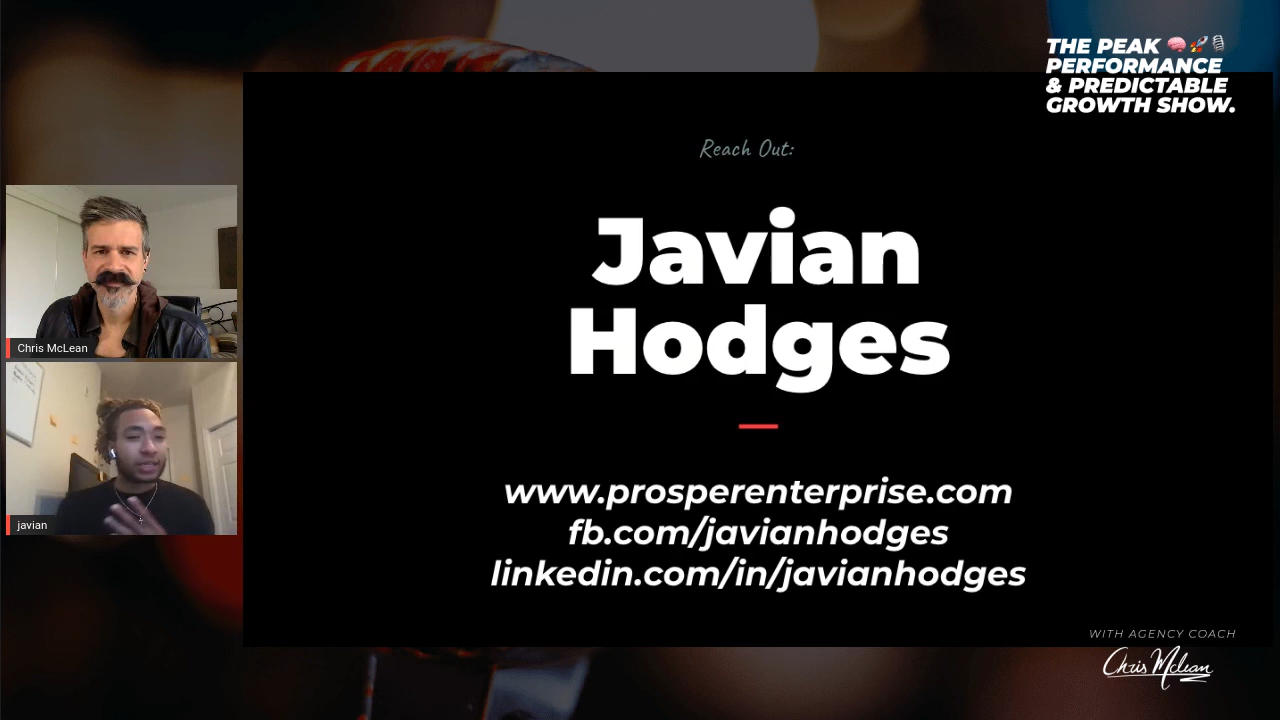 THE PEAK
PERFORMANCE
& PREDICTABLE
GROWTH SHOW.
Reach Out:
Javian
Hodges
www.prosperenterprise.com
fb.com/javianhodges
linkedin.com/in/javianhodges
Chris McLean
javian
WITH AGENCY COACH
Chris Mclean